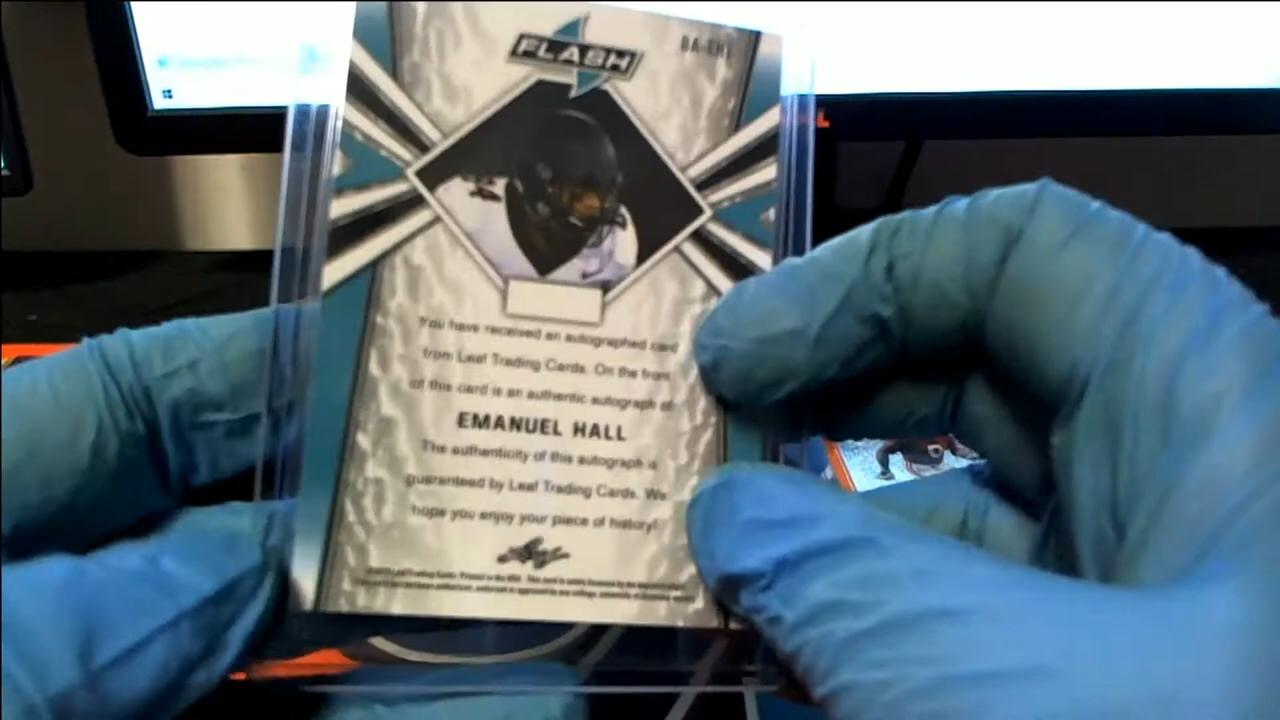 FLASH
BA-EH1
You have received an autographed card
from Leaf Trading Cards. On the front
of this card is an authentic autograph of:
EMANUEL HALL
The authenticity of this autograph is
guaranteed by Leaf Trading Cards. We
hope you enjoy your piece of history!
Leaf